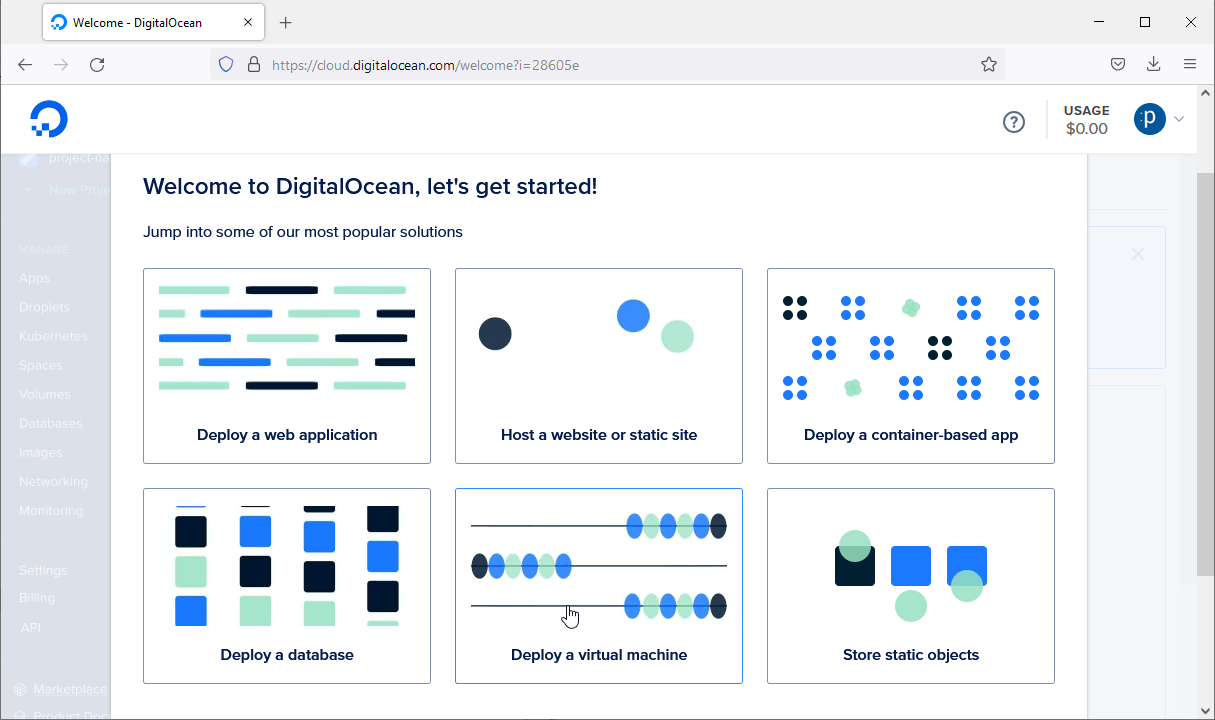 Welcome - DigitalOcean
https://cloud.digitalocean.com/welcome?i=28605e
USAGE
$0.00
p
project-na
New Proje
MANAGE
Apps
Droplets
Kubernetes
Spaces
Volumes
Databases
Images
Networking
Monitoring
Settings
Billing
API
Marketplace
Product Doc
Welcome to DigitalOcean, let's get started!
Jump into some of our most popular solutions
Deploy a web application
Host a website or static site
Deploy a container-based app
Deploy a database
Deploy a virtual machine
Store static objects